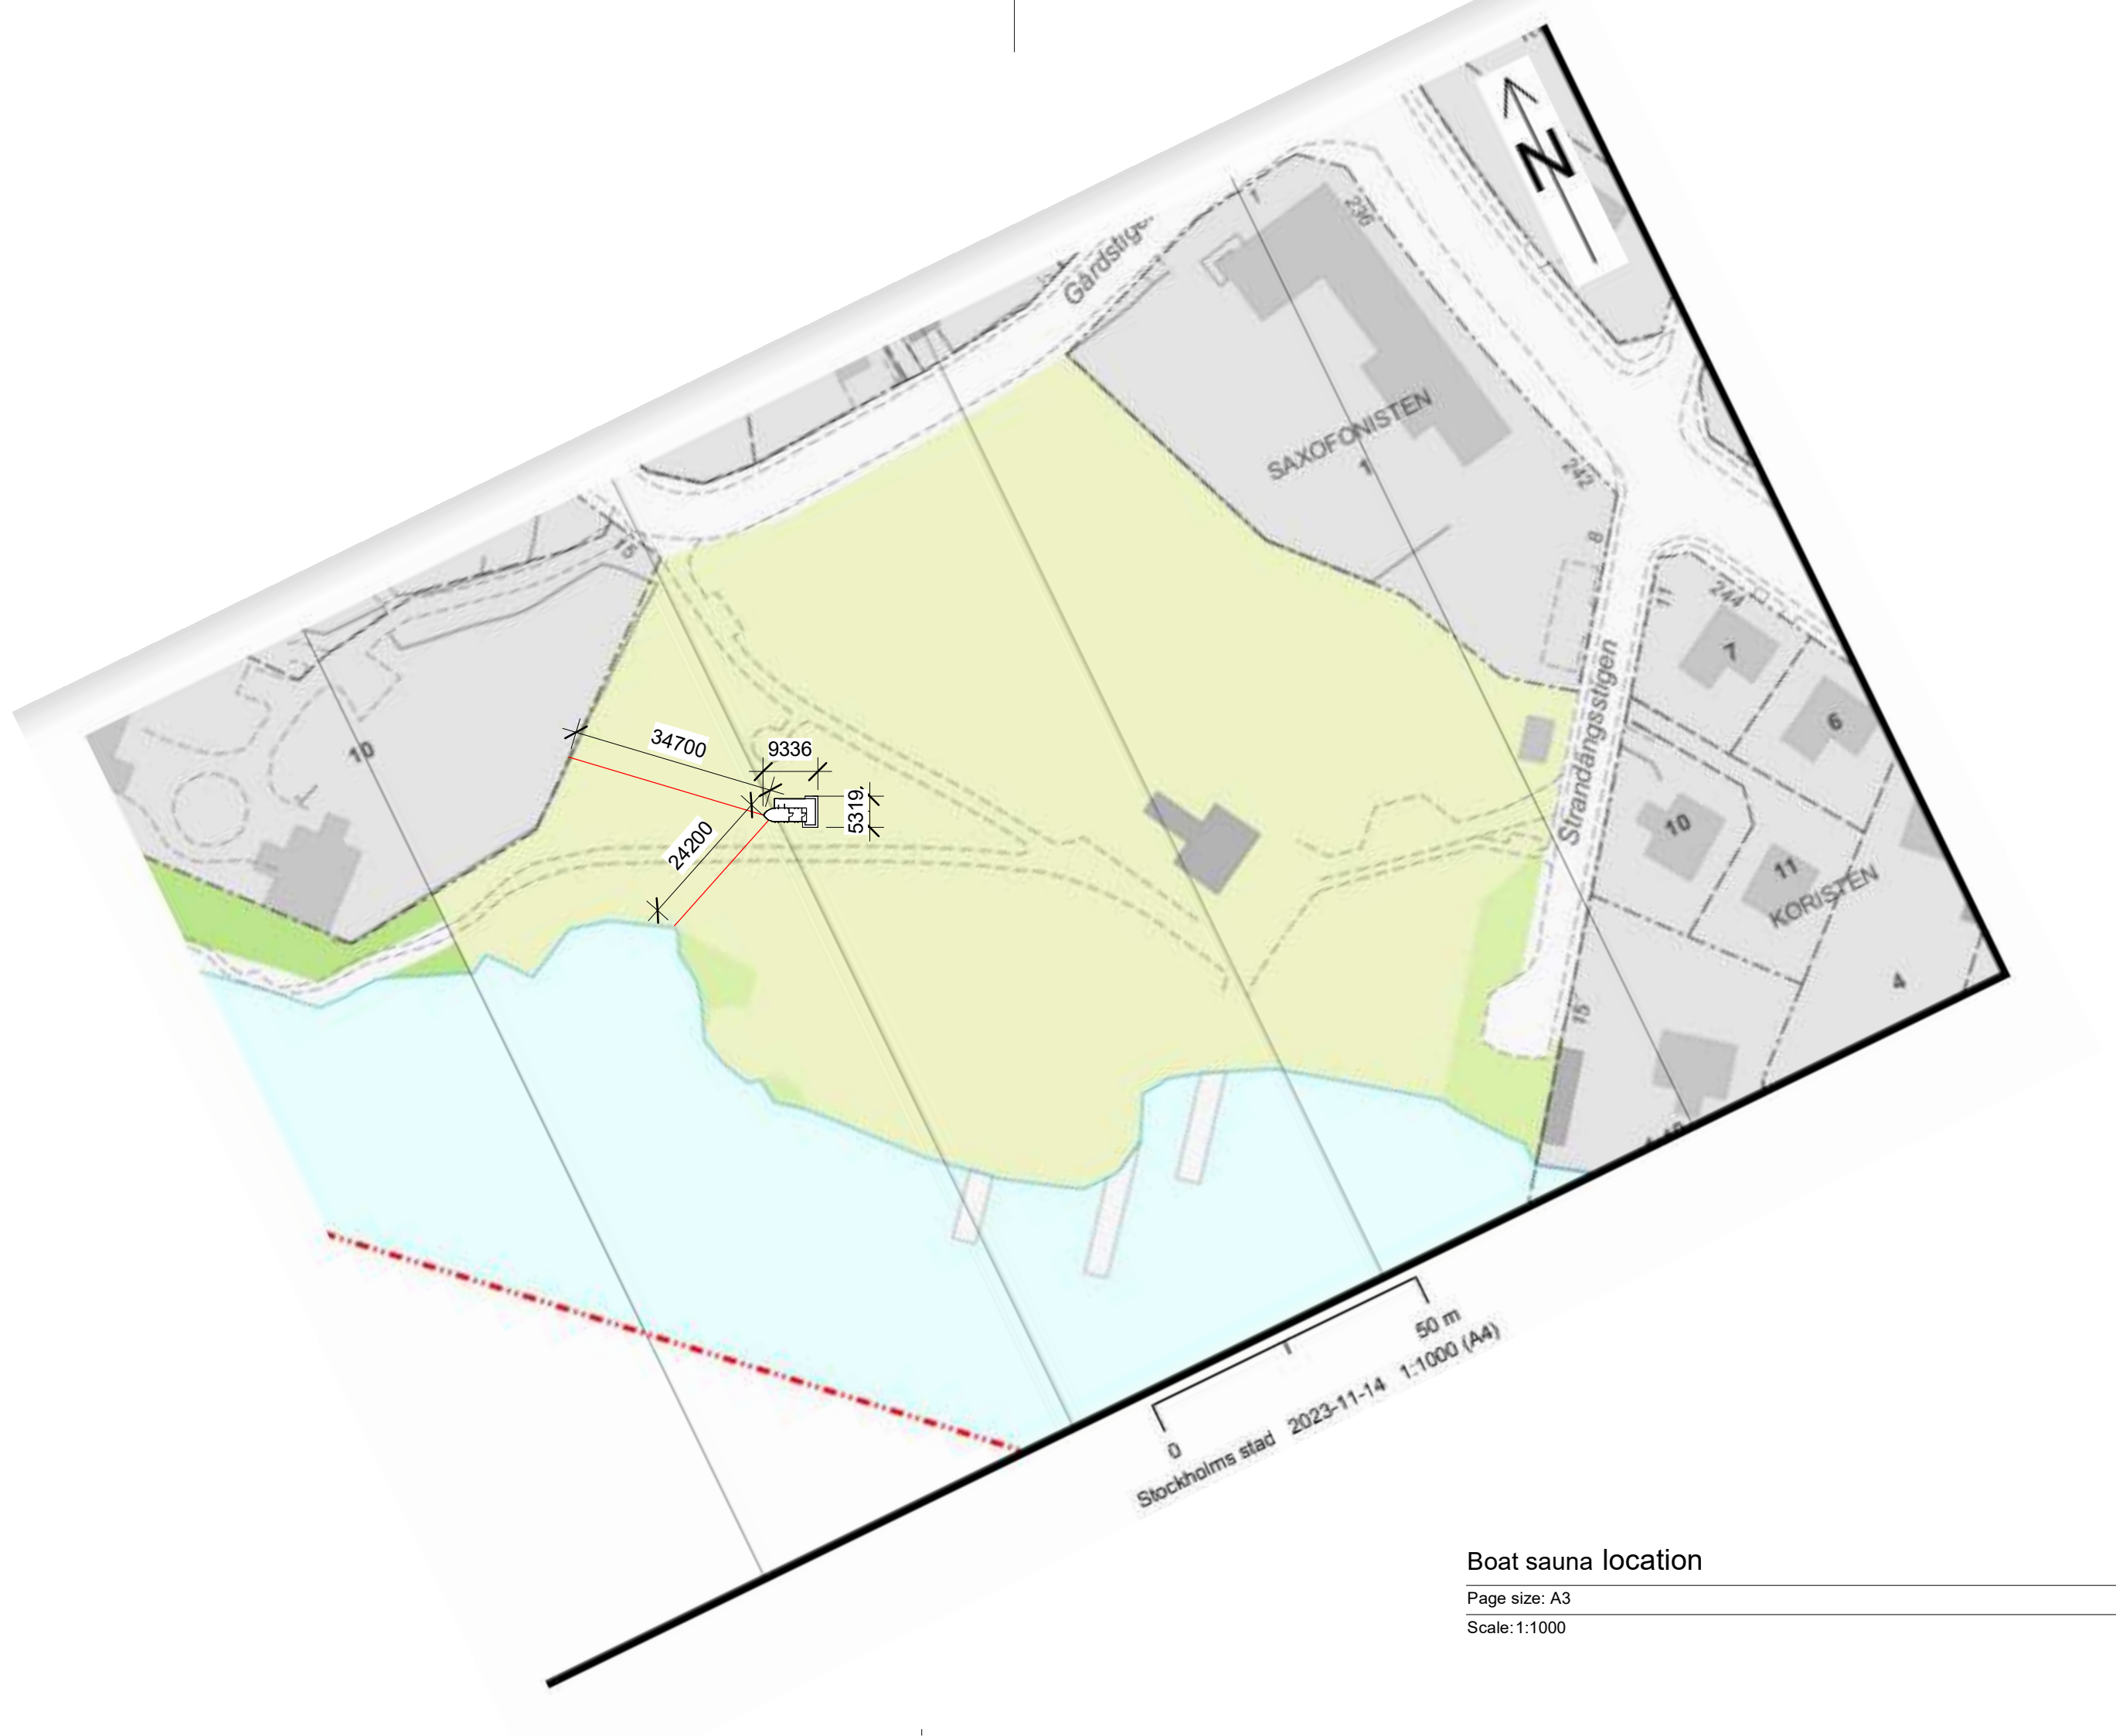 N
Gårdstige
236
SAXOFONISTEN
1
242
8
15
11
244
7
6
10
34700
9336
5319.
24200
Strandängsstigen
10
11
KORISTEN
4
15
0
50 m
Stockholms stad 2023-11-14 1:1000 (A4)
Boat sauna location
Page size: A3
Scale:1:1000